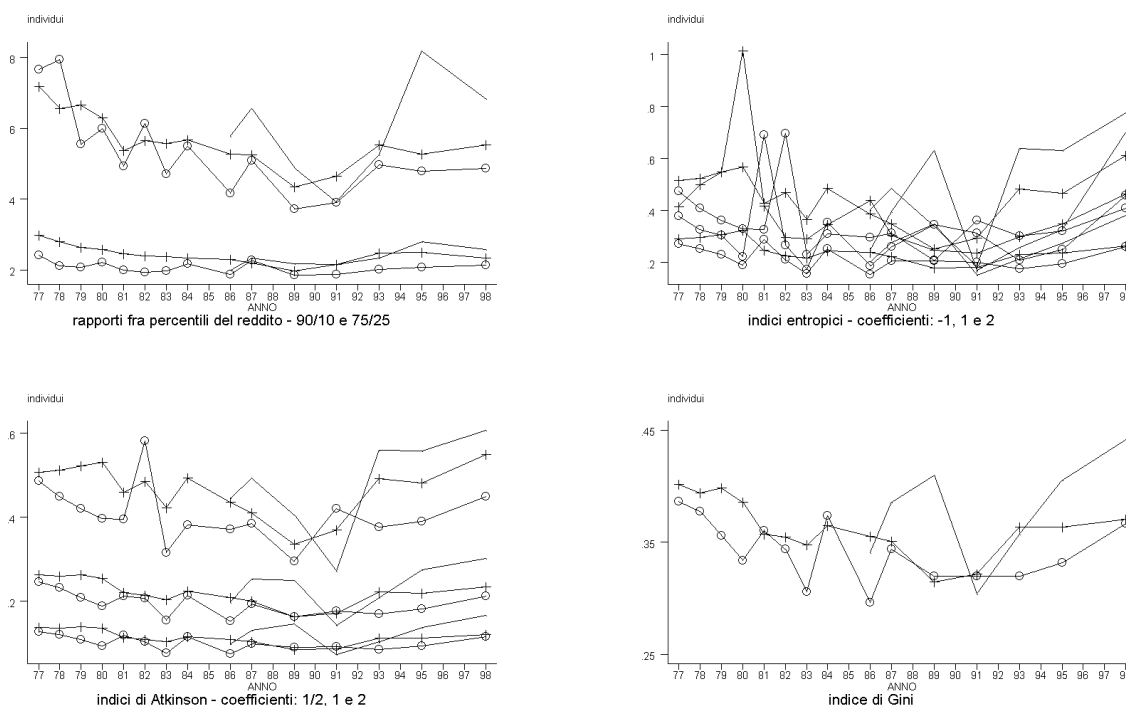 individui
8
6
4
2
77 78 79 80 81 82 83 84 85 86 87 89 90 91 92 93 94 95 96 97 98
ANNO
rapporti fra percentili del reddito - 90/10 e 75/25
individui
1
.8
.6
.4
.2
77 78 79 80 81 82 83 84 85 86 87 89 90 91 92 93 94 95 96 97
ANNO
indici entropici - coefficienti: -1, 1 e 2
individui
.6
.4
.2
77 78 79 80 81 82 83 84 85 86 87 89 90 91 92 93 94 95 96 97 98
ANNO
indici di Atkinson - coefficienti: 1/2, 1 e 2
individui
.45
.35
.25
77 78 79 80 81 82 83 84 85 86 87 89 90 91 92 93 94 95 96 97
ANNO
indice di Gini